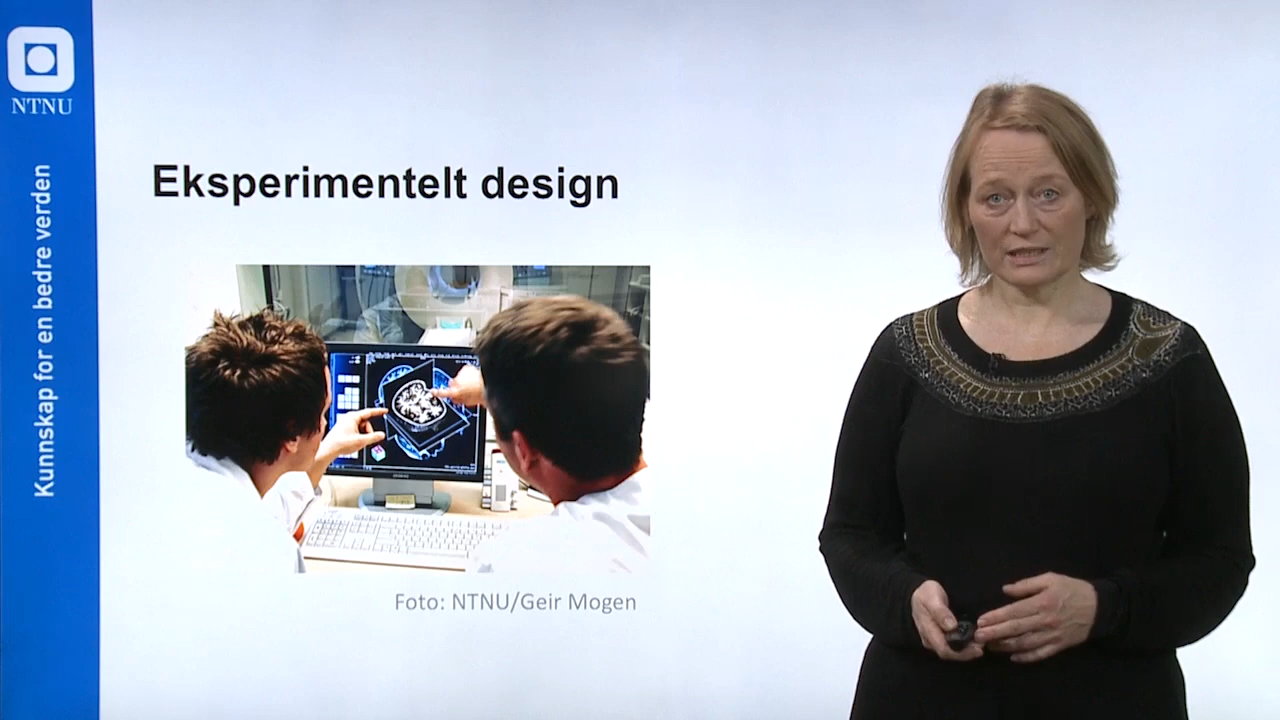 NTNU
Kunnskap for en bedre verden
Eksperimentelt design
Foto: NTNU/Geir Mogen